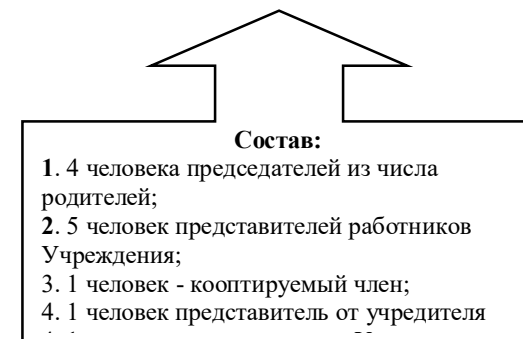 Состав:
1. 4 человека председателей из числа
родителей;
2. 5 человек представителей работников
Учреждения;
3. 1 человек - кооптируемый член;
4. 1 человек представитель от учредителя